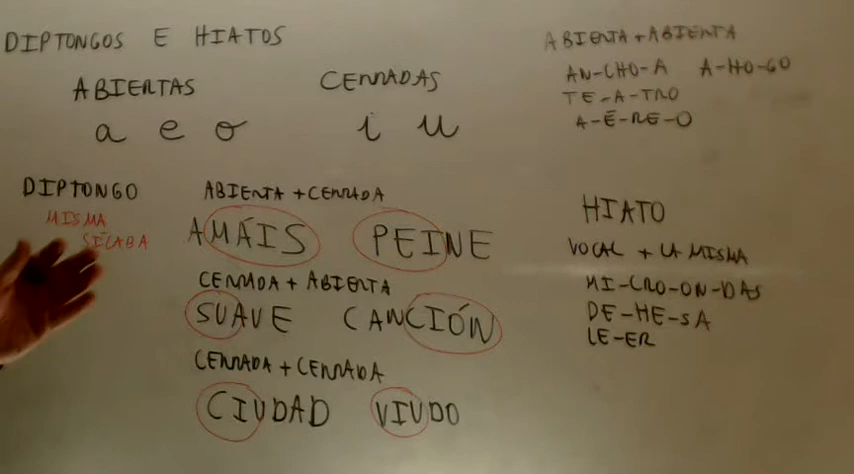 DIPTONGOS E HIATOS
ABIERTAS
a e o
CERRADAS
i u
DIPTONGO
MISMA
SÍLABA
ABIERTA + CERRADA
AMÁIS PEINE
CERRADA + ABIERTA
SUAVE CANCIÓN
CERRADA + CERRADA
CIUDAD VIUDO
ABIERTA + ABIERTA
AN-CHO-A A-HO-GO
TE-A-TRO
A-É-RE-O
HIATO
VOCAL + LA MISMA
MI-CRO-ON-DAS
DE-HE-SA
LE-ER